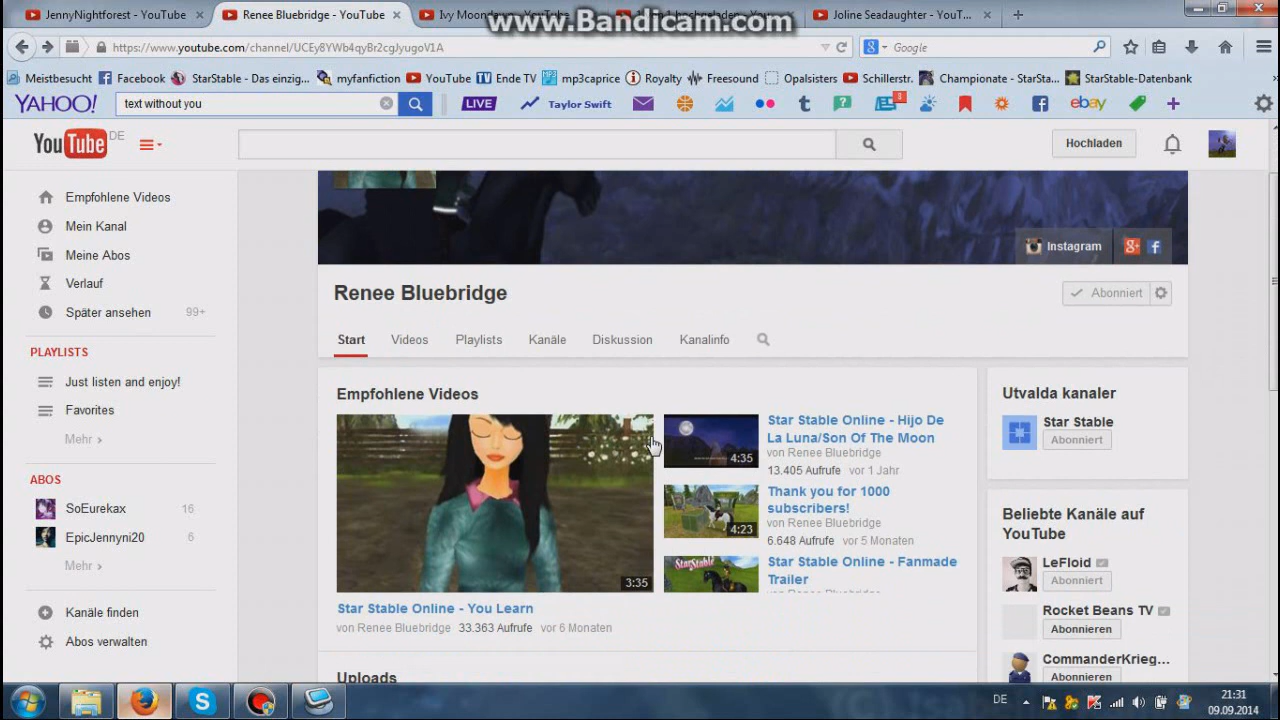 www.Bandicam.com
JennyNightforest - YouTube
Renee Bluebridge - YouTube
Ivy Moond
Joline Seadaughter - YouT...
https://www.youtube.com/channel/UCEy8YWb4qyBr2cgJyugoV1A
Google
Meistbesucht
Facebook
StarStable - Das einzig...
myfanfiction
YouTube
Ende TV
mp3caprice
Royalty
Freesound
Opalsisters
Schillerstr.
Championate - StarSta...
StarStable-Datenbank
YAHOO!
text without you
LIVE
Taylor Swift
ebay
YouTube DE
Hochladen
Empfohlene Videos
Mein Kanal
Meine Abos
Verlauf
Später ansehen 99+
PLAYLISTS
Just listen and enjoy!
Favorites
Mehr ›
ABOS
SoEurekax 16
EpicJennyni20 6
Mehr ›
Kanäle finden
Abos verwalten
Instagram
Renee Bluebridge
Abonniert
Start
Videos
Playlists
Kanäle
Diskussion
Kanalinfo
Empfohlene Videos
3:35
Star Stable Online - You Learn
von Renee Bluebridge 33.363 Aufrufe vor 6 Monaten
4:35
Star Stable Online - Hijo De
La Luna/Son Of The Moon
von Renee Bluebridge
13.405 Aufrufe vor 1 Jahr
4:23
Thank you for 1000
subscribers!
von Renee Bluebridge
6.648 Aufrufe vor 5 Monaten
StarStable
Star Stable Online - Fanmade
Trailer
von Renee Bluebridge
Uploads
Utvalda kanaler
Star Stable
Abonniert
Beliebte Kanäle auf
YouTube
LeFloid
Abonniert
Rocket Beans TV
Abonnieren
CommanderKrieg...
Abonnieren
DE
21:31
09.09.2014